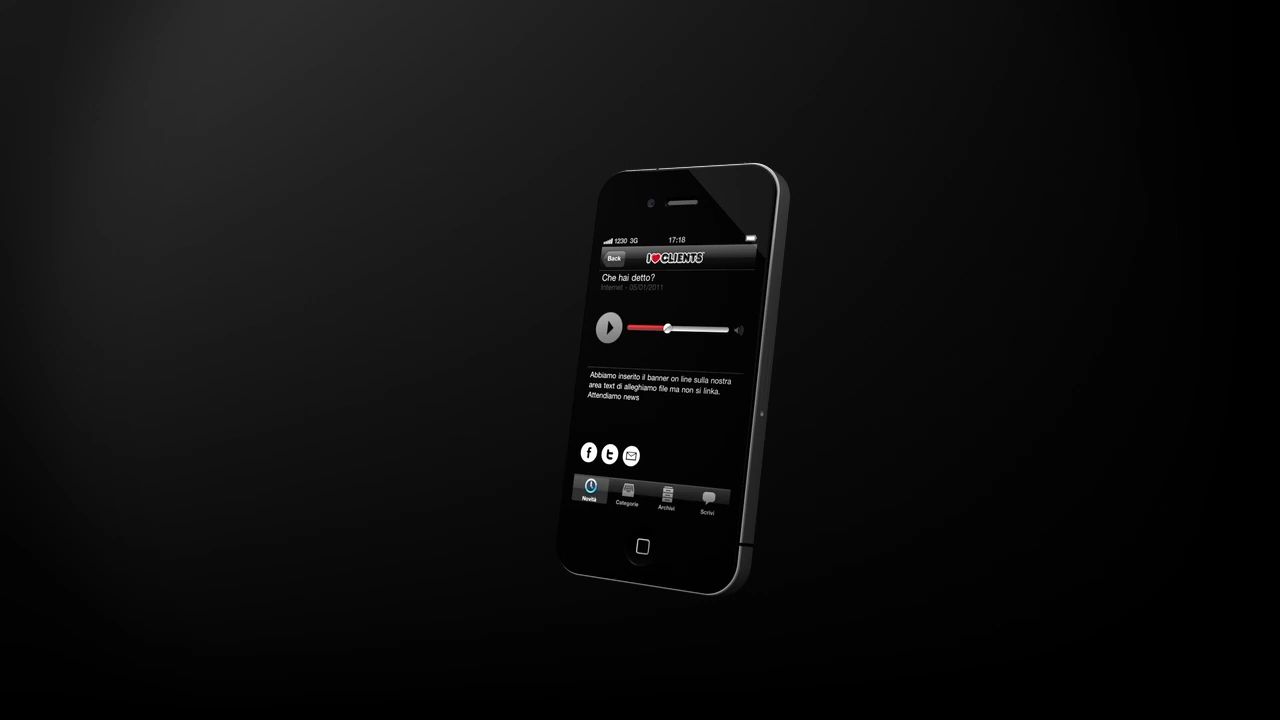 1230 3G 17:18
Back I❤CLIENTS
Che hai detto?
Internet - 05/01/2011
Abbiamo inserito il banner on line sulla nostra
area text di alleghiamo file ma non si linka.
Attendiamo news
Novità Categorie Archivi Scrivi